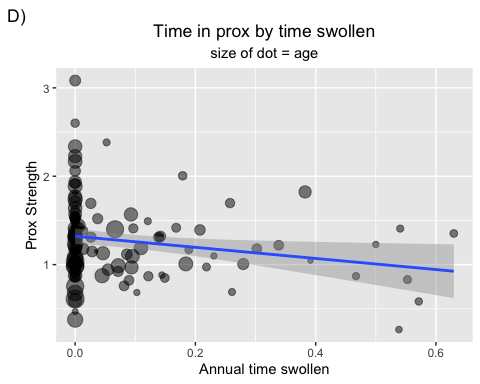 D)
Time in prox by time swollen
size of dot = age
Prox Strength
3
2
1
0.0 0.2 0.4 0.6
Annual time swollen